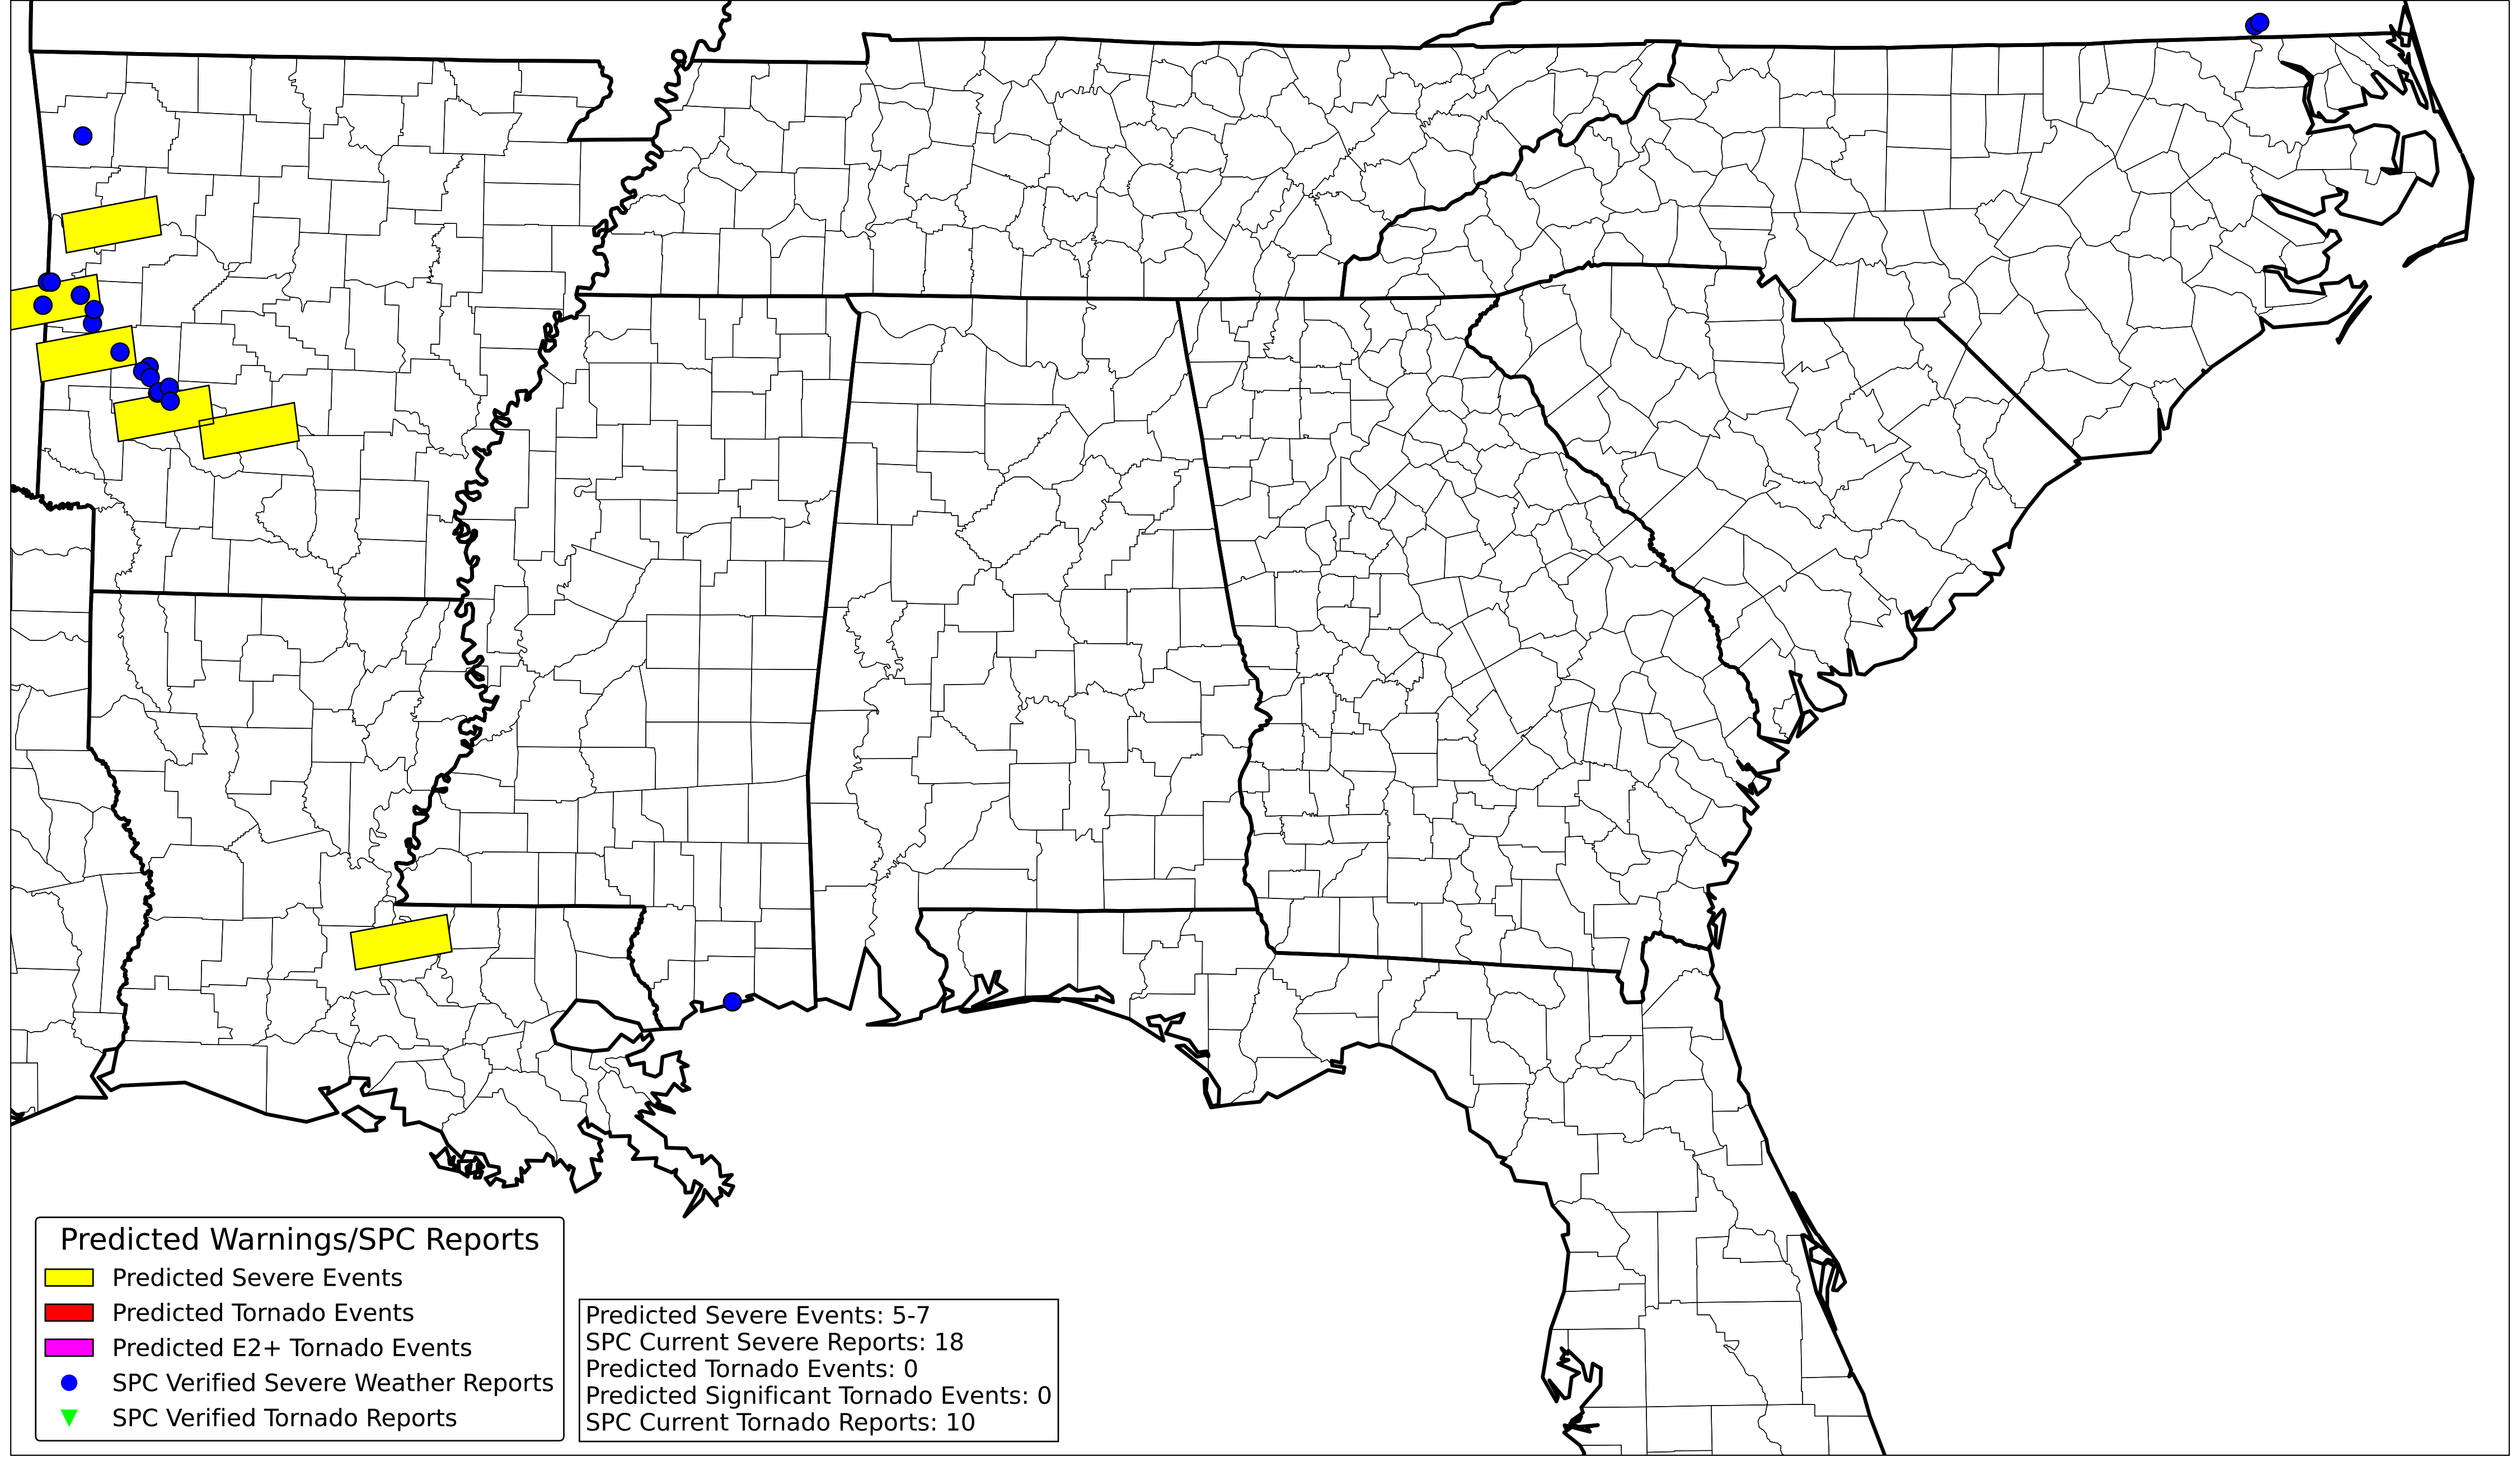 Predicted Warnings/SPC Reports
Predicted Severe Events
Predicted Tornado Events
Predicted E2+ Tornado Events
SPC Verified Severe Weather Reports
SPC Verified Tornado Reports
Predicted Severe Events: 5-7
SPC Current Severe Reports: 18
Predicted Tornado Events: 0
Predicted Significant Tornado Events: 0
SPC Current Tornado Reports: 10